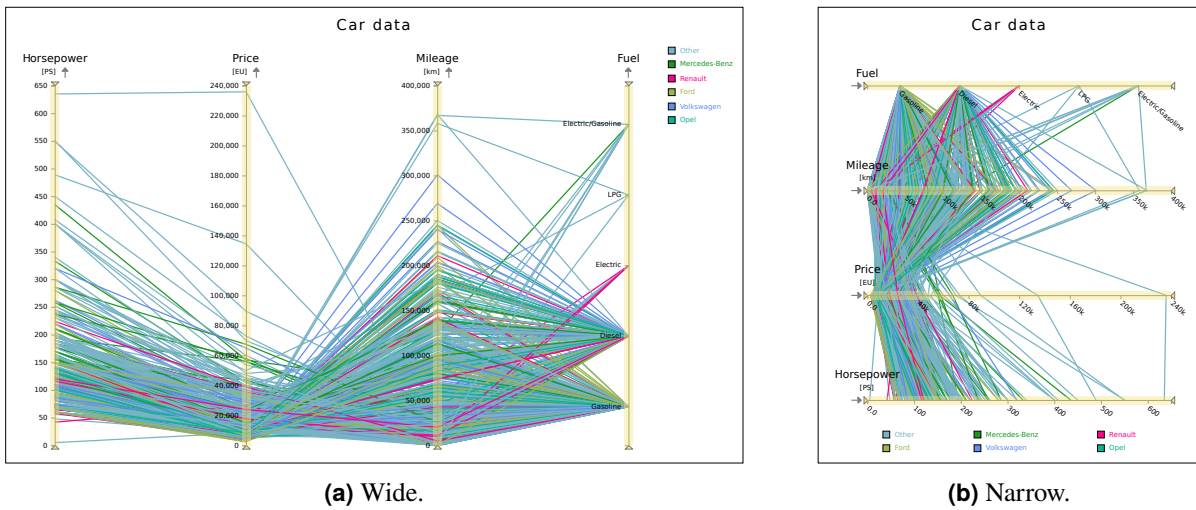 Car data
Horsepower
[PS]
Price
[EU]
Mileage
[km]
Fuel
Other
Mercedes-Benz
Renault
Ford
Volkswagen
Opel
650
600
550
500
450
400
350
300
250
200
150
100
50
0
240,000
220,000
200,000
180,000
160,000
140,000
120,000
100,000
80,000
60,000
40,000
20,000
0
400,000
350,000
300,000
250,000
200,000
150,000
100,000
50,000
0
Electric/Gasoline
LPG
Electric
Diesel
Gasoline
(a) Wide.
Car data
Fuel
Gasoline
Diesel
Electric
LPG
Electric/Gasoline
Mileage
[km]
0.0
50k
100k
150k
200k
250k
300k
350k
400k
Price
[EU]
0.0
40k
80k
120k
160k
200k
240k
Horsepower
[PS]
0.0
100
200
300
400
500
600
Other
Mercedes-Benz
Renault
Ford
Volkswagen
Opel
(b) Narrow.